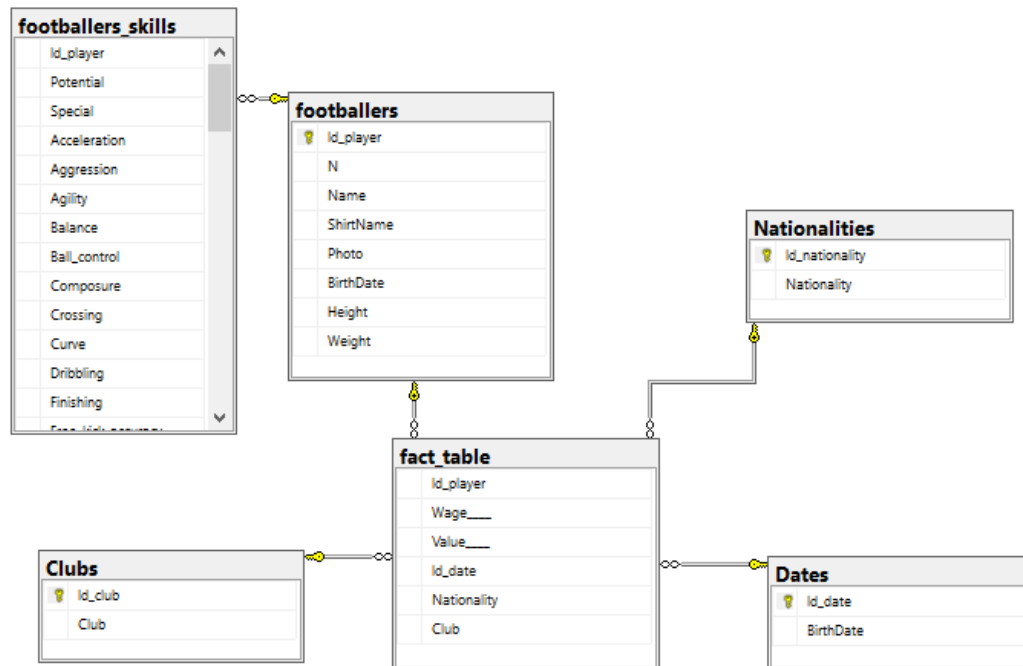 footballers_skills
Id_player
Potential
Special
Acceleration
Aggression
Agility
Balance
Ball_control
Composure
Crossing
Curve
Dribbling
Finishing
Free_kick_accuracy
footballers
Id_player
N
Name
ShirtName
Photo
BirthDate
Height
Weight
Nationalities
Id_nationality
Nationality
fact_table
Id_player
Wage____
Value____
Id_date
Nationality
Club
Clubs
Id_club
Club
Dates
Id_date
BirthDate